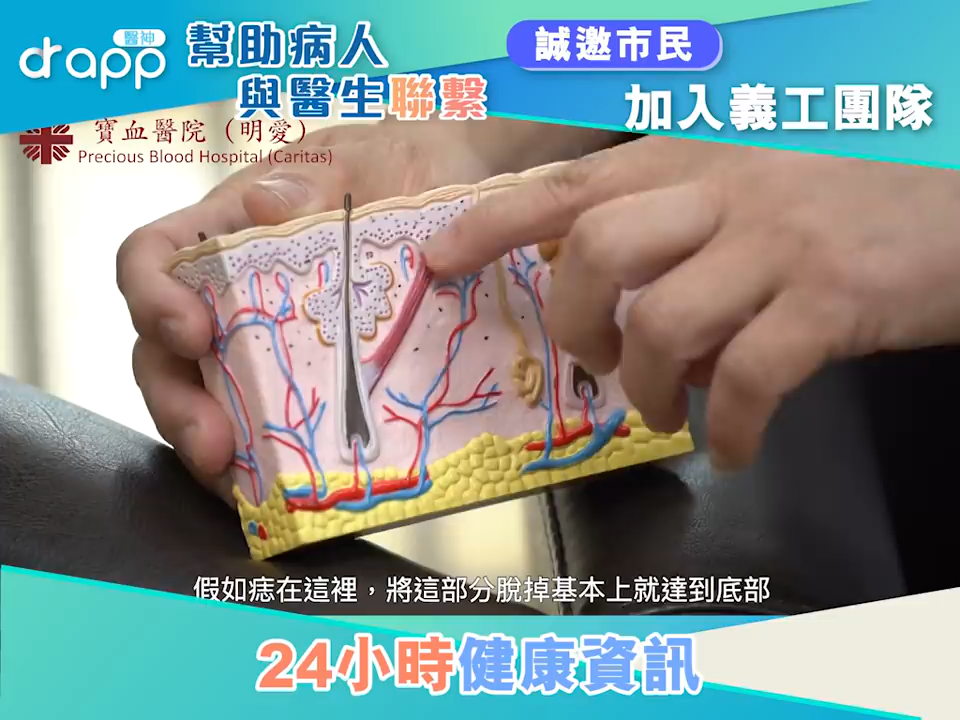 dr app
醫神
幫助病人
與醫生聯繫
誠邀市民
加入義工團隊
寶血醫院（明愛）
Precious Blood Hospital (Caritas)
假如痣在這裡，將這部分脫掉基本上就達到底部
24小時健康資訊